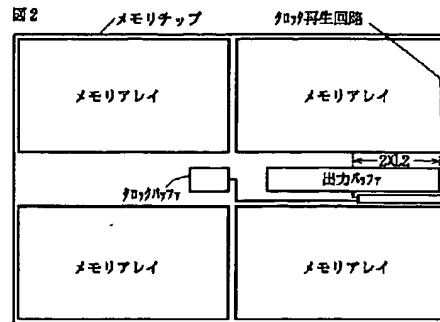 図2
メモリチップ
クロック再生回路
メモリアレイ
メモリアレイ
2XL2
出力バッファ
クロックバッファ
メモリアレイ
メモリアレイ